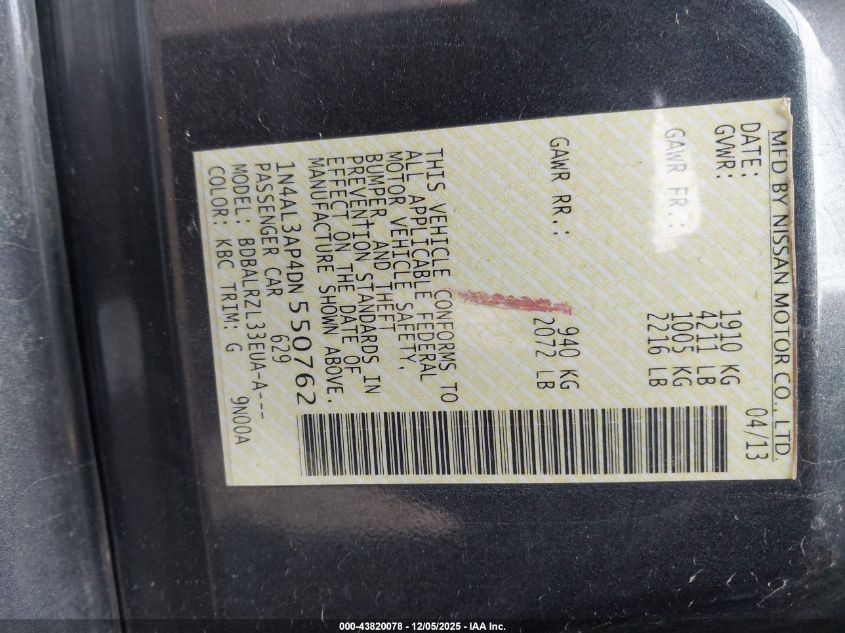 MFD BY NISSAN MOTOR CO., LTD.
DATE: 04/13
GVWR: 1910 KG
4211 LB
GAWR FR.: 1005 KG
2216 LB
GAWR RR.: 940 KG
2072 LB
THIS VEHICLE CONFORMS TO
ALL APPLICABLE FEDERAL
MOTOR VEHICLE SAFETY,
BUMPER AND THEFT
PREVENTION STANDARDS IN
EFFECT ON THE DATE OF
MANUFACTURE SHOWN ABOVE.
1N4AL3AP4DN550762
PASSENGER CAR 629
MODEL: BDBALRZL33EUA-A---
COLOR: KBC TRIM: G 9N00A
000-43820078 - 12/05/2025 - IAA Inc.